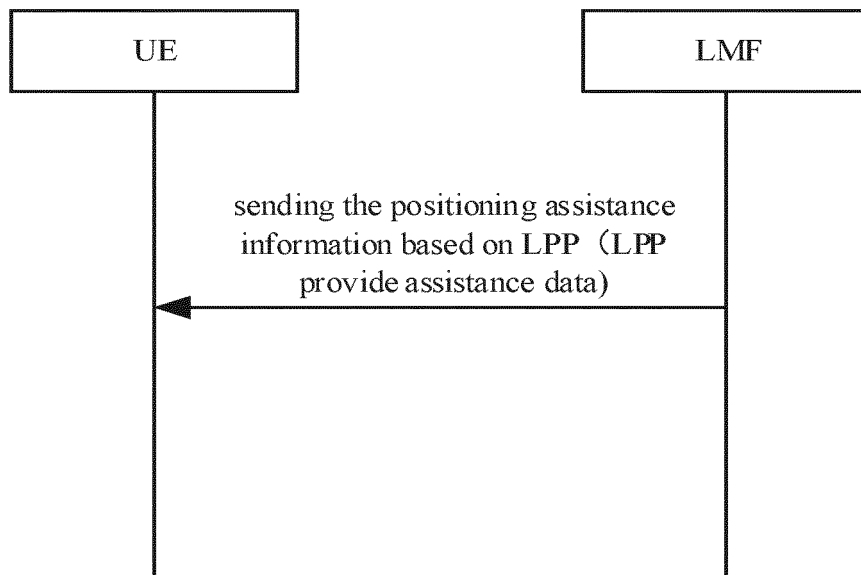 UE
LMF
sending the positioning assistance
information based on LPP（LPP
provide assistance data)